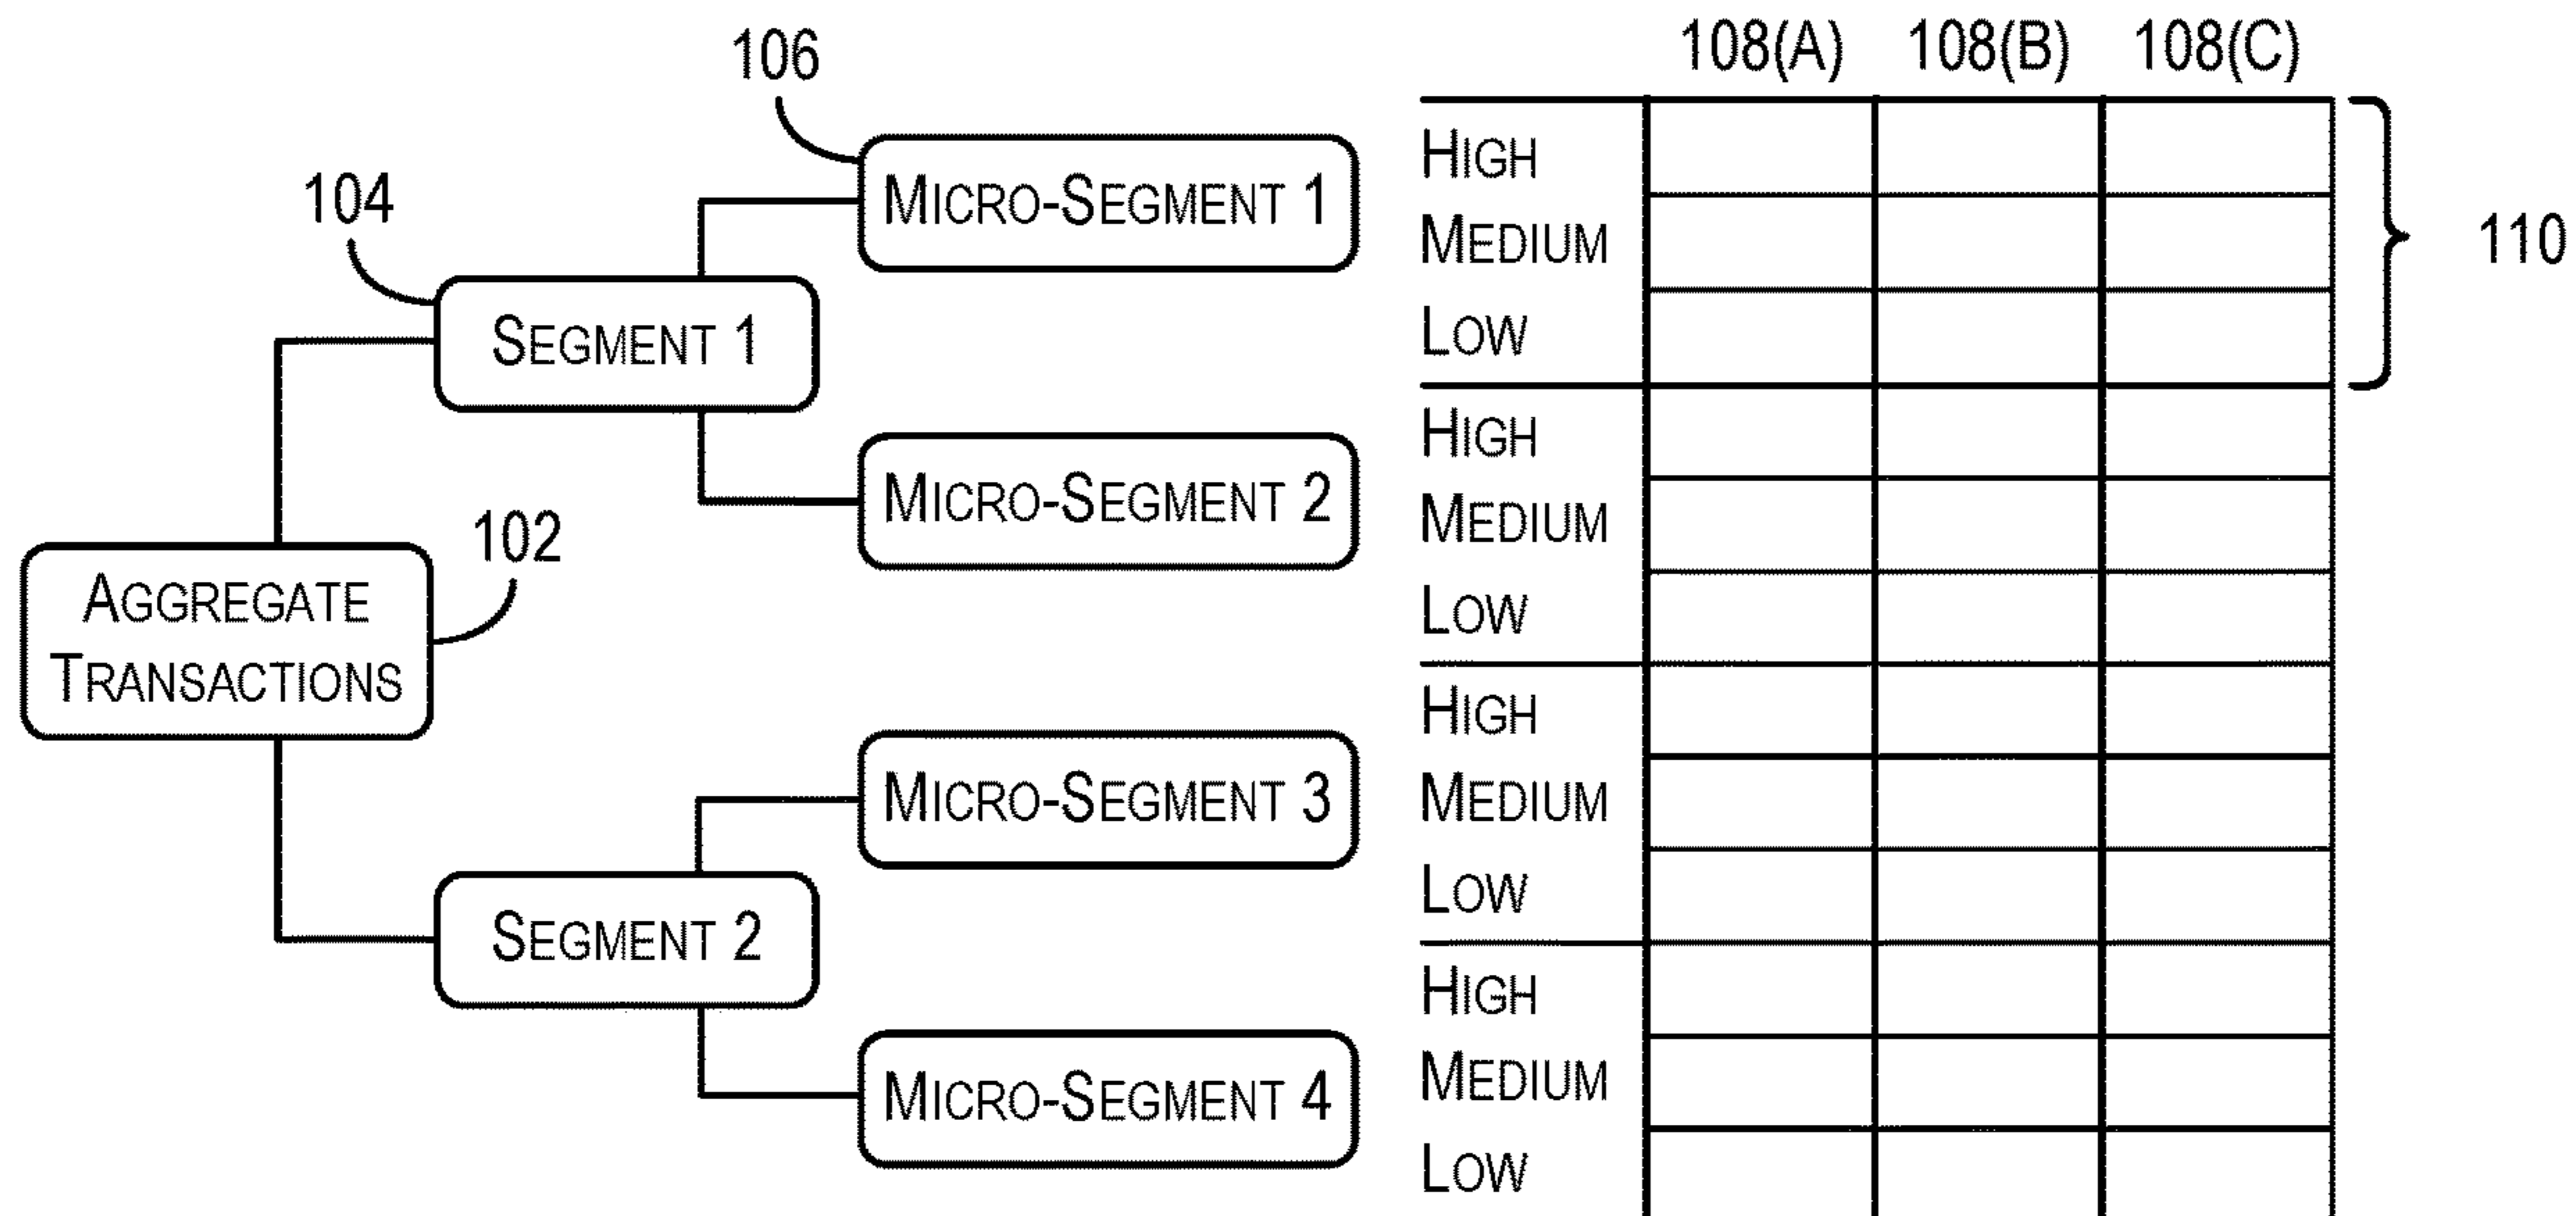 106
108(A) 108(B) 108(C)
104
MICRO-SEGMENT 1
HIGH
MEDIUM
LOW
110
SEGMENT 1
MICRO-SEGMENT 2
HIGH
MEDIUM
LOW
102
AGGREGATE
TRANSACTIONS
MICRO-SEGMENT 3
HIGH
MEDIUM
LOW
SEGMENT 2
MICRO-SEGMENT 4
HIGH
MEDIUM
LOW